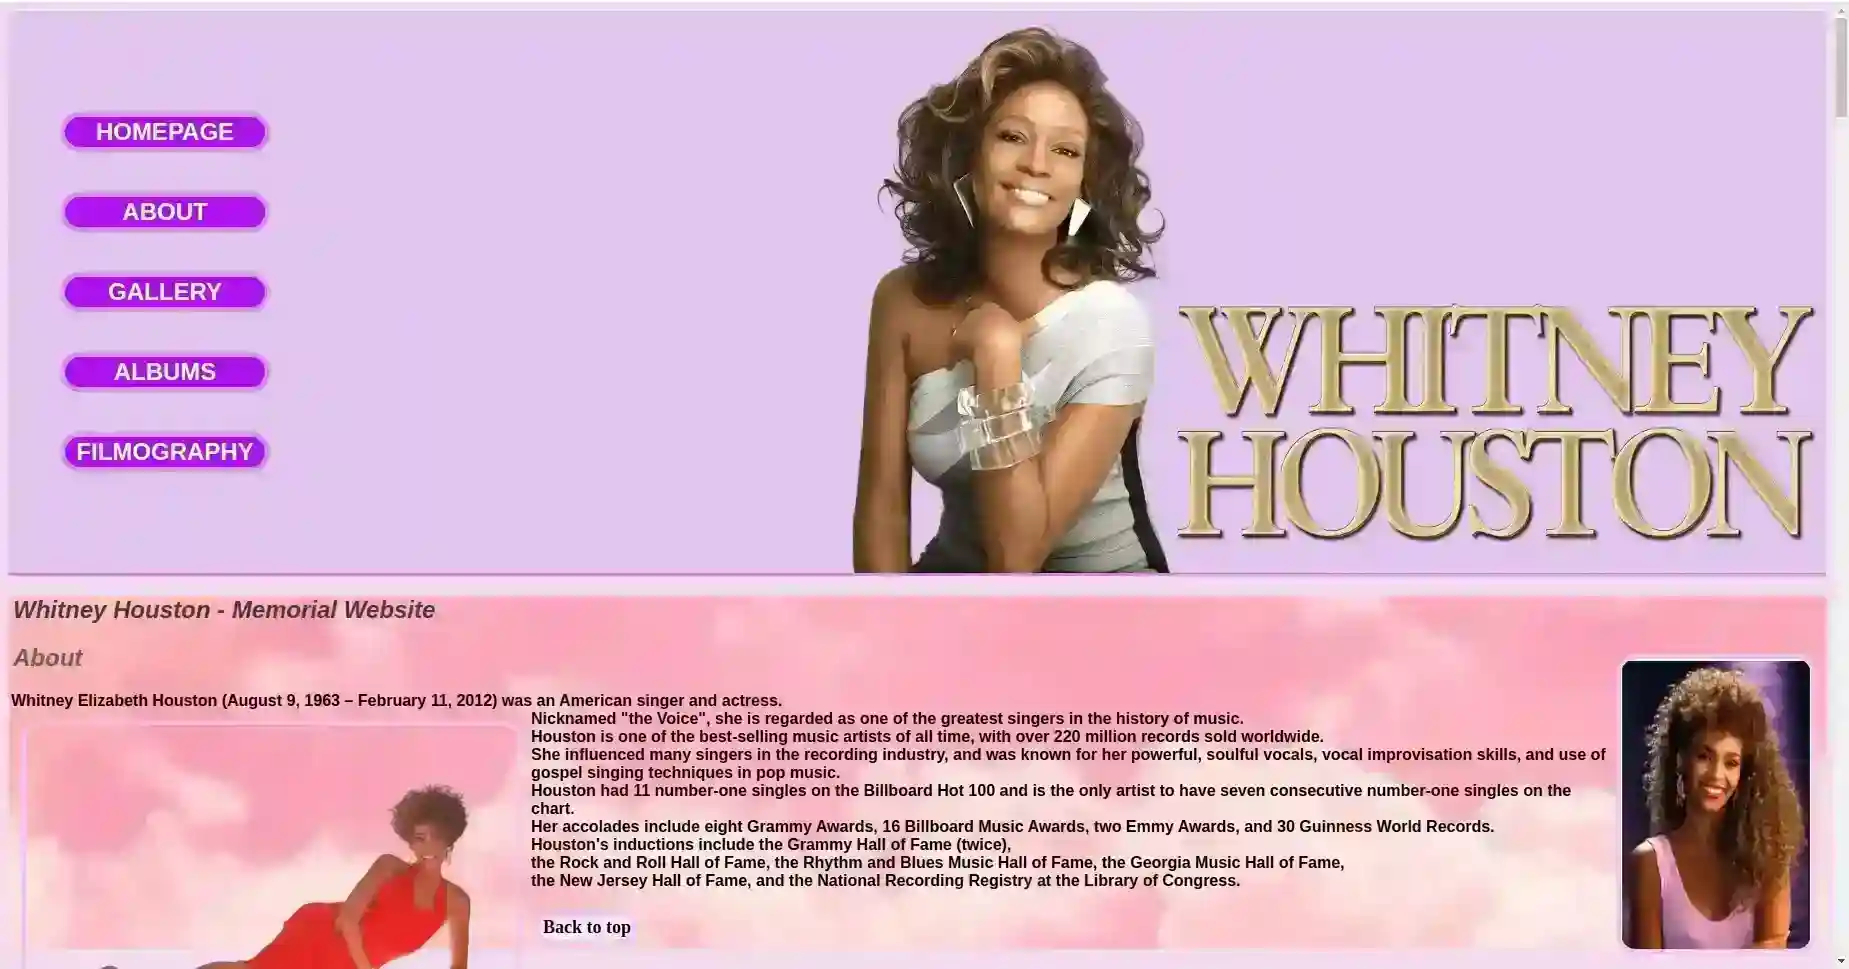 HOMEPAGE
ABOUT
GALLERY
ALBUMS
FILMOGRAPHY
WHITNEY
HOUSTON
Whitney Houston - Memorial Website
About
Whitney Elizabeth Houston (August 9, 1963 – February 11, 2012) was an American singer and actress.
Nicknamed "the Voice", she is regarded as one of the greatest singers in the history of music.
Houston is one of the best-selling music artists of all time, with over 220 million records sold worldwide.
She influenced many singers in the recording industry, and was known for her powerful, soulful vocals, vocal improvisation skills, and use of
gospel singing techniques in pop music.
Houston had 11 number-one singles on the Billboard Hot 100 and is the only artist to have seven consecutive number-one singles on the
chart.
Her accolades include eight Grammy Awards, 16 Billboard Music Awards, two Emmy Awards, and 30 Guinness World Records.
Houston's inductions include the Grammy Hall of Fame (twice),
the Rock and Roll Hall of Fame, the Rhythm and Blues Music Hall of Fame, the Georgia Music Hall of Fame,
the New Jersey Hall of Fame, and the National Recording Registry at the Library of Congress.
Back to top